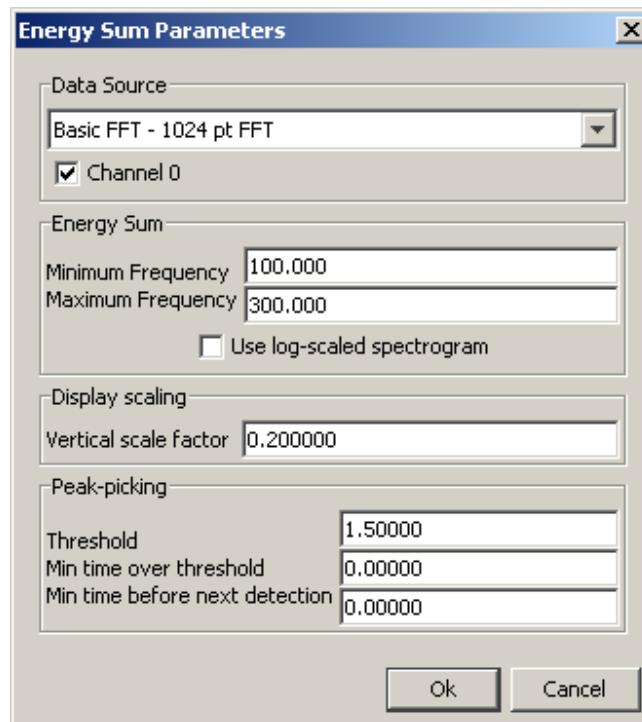 Energy Sum Parameters
Data Source
Basic FFT - 1024 pt FFT
Channel 0
Energy Sum
Minimum Frequency 100.000
Maximum Frequency 300.000
Use log-scaled spectrogram
Display scaling
Vertical scale factor 0.200000
Peak-picking
Threshold 1.50000
Min time over threshold 0.00000
Min time before next detection 0.00000
Ok Cancel